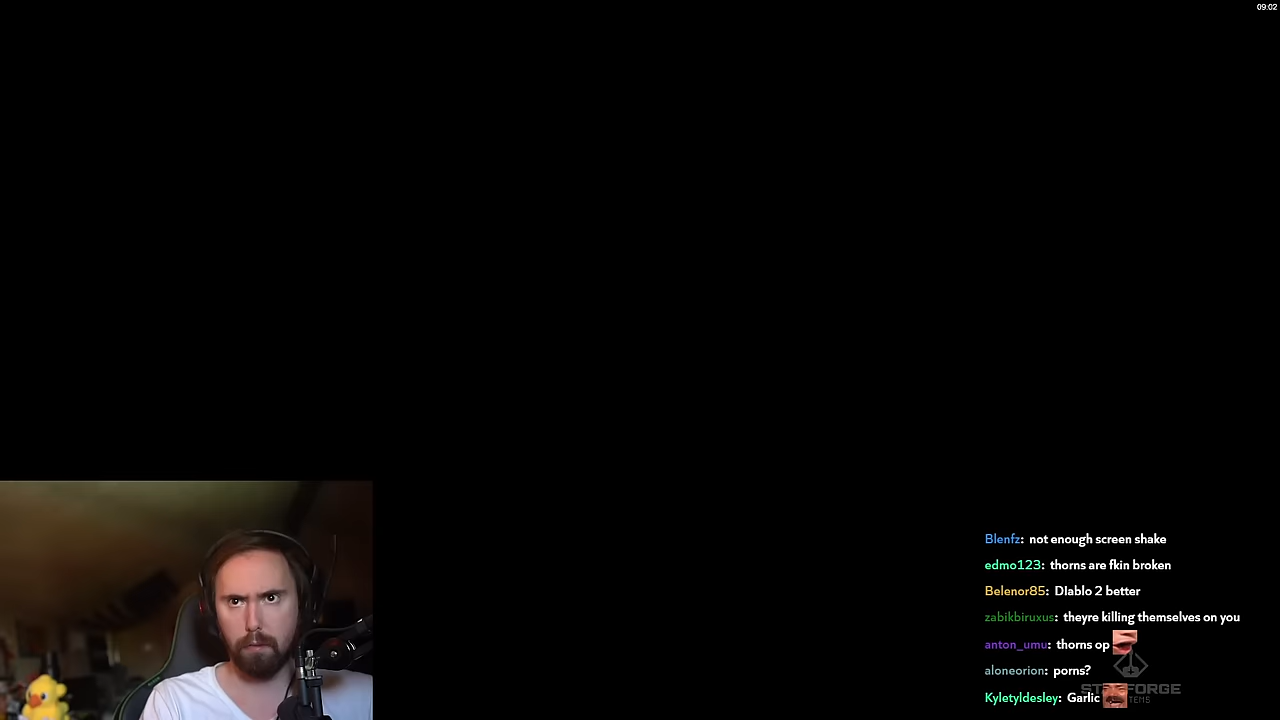 09:02
Blenfz: not enough screen shake
edmo123: thorns are fkin broken
Belenor85: DIablo 2 better
zabikbiruxus: theyre killing themselves on you
anton_umu: thorns op
aloneorion: porns?
Kyletyldesley: Garlic